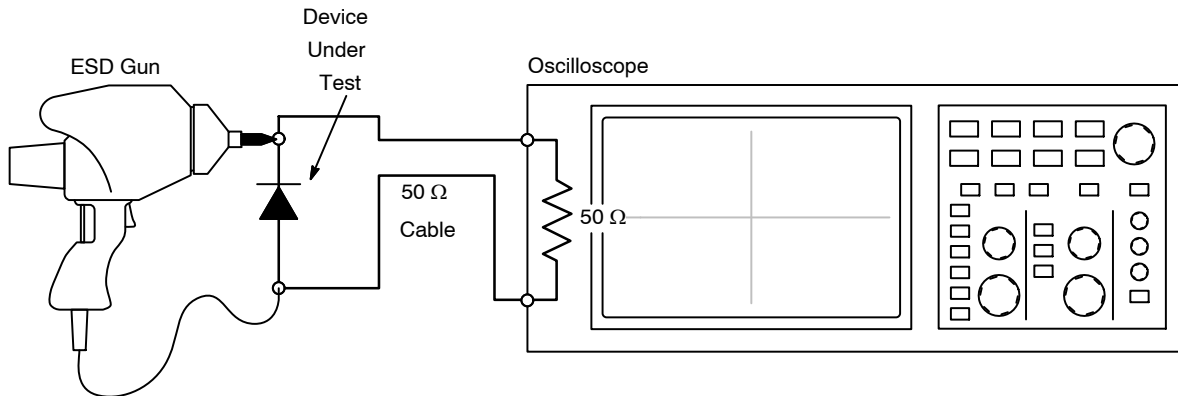 Device
Under
Test
ESD Gun
Oscilloscope
50 Ω
Cable
50 Ω